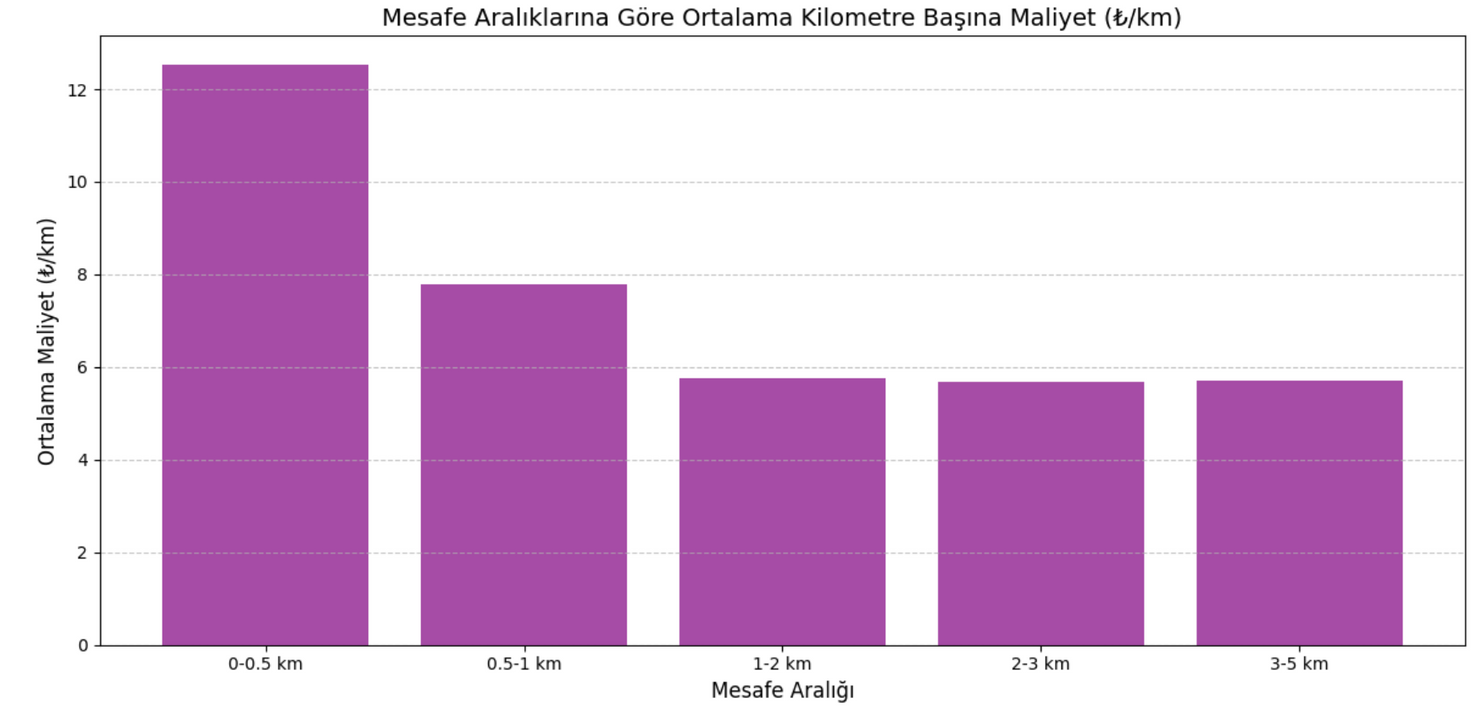 Mesafe Aralıklarına Göre Ortalama Kilometre Başına Maliyet (₺/km)
Ortalama Maliyet (₺/km)
12
10
8
6
4
2
0
0-0.5 km
0.5-1 km
1-2 km
2-3 km
3-5 km
Mesafe Aralığı